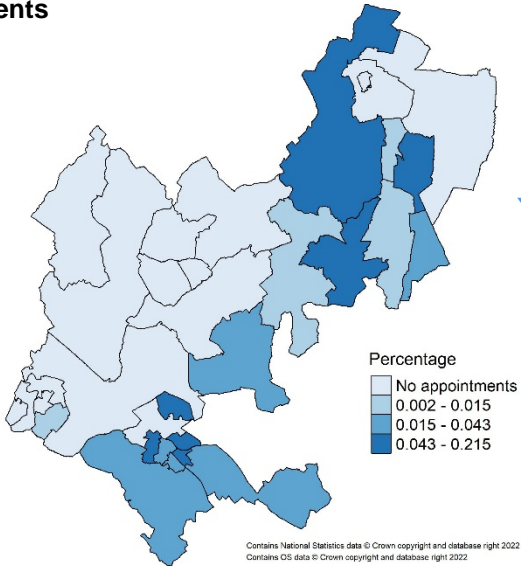 ents
Percentage
No appointments
0.002 - 0.015
0.015 - 0.043
0.043 - 0.215
Contains National Statistics data © Crown copyright and database right 2022
Contains OS data © Crown copyright and database right 2022